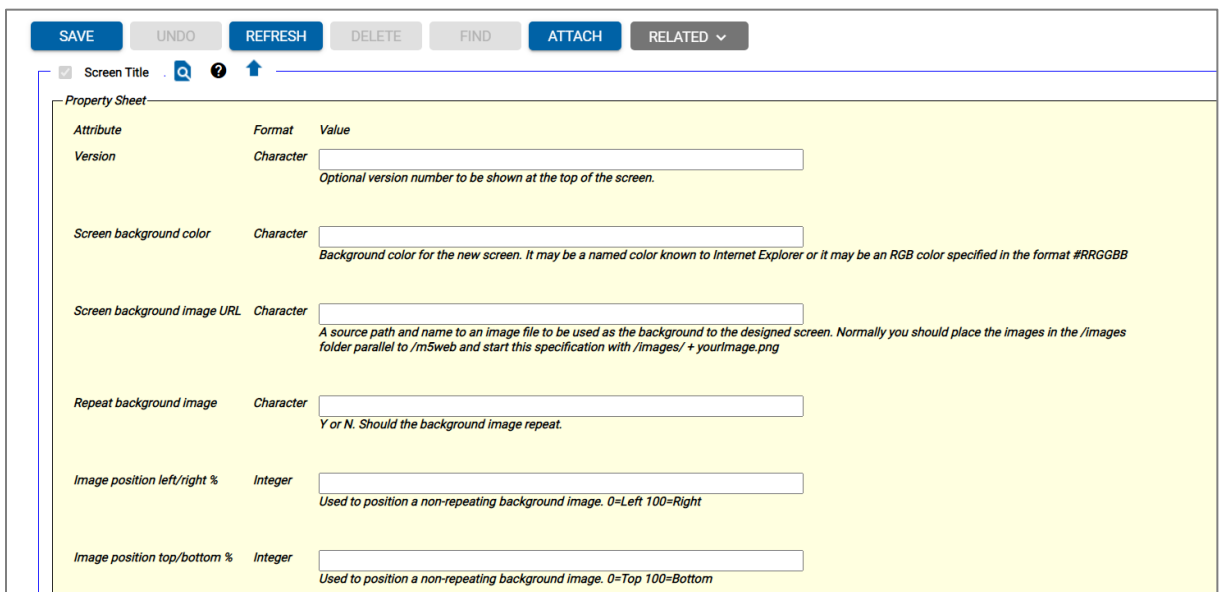 SAVE UNDO REFRESH DELETE FIND ATTACH RELATED
Screen Title .
Property Sheet
Attribute Format Value
Version Character
Optional version number to be shown at the top of the screen.
Screen background color Character
Background color for the new screen. It may be a named color known to Internet Explorer or it may be an RGB color specified in the format #RRGGBB
Screen background image URL Character
A source path and name to an image file to be used as the background to the designed screen. Normally you should place the images in the /images
folder parallel to /m5web and start this specification with /images/ + yourImage.png
Repeat background image Character
Y or N. Should the background image repeat.
Image position left/right % Integer
Used to position a non-repeating background image. 0=Left 100=Right
Image position top/bottom % Integer
Used to position a non-repeating background image. 0=Top 100=Bottom